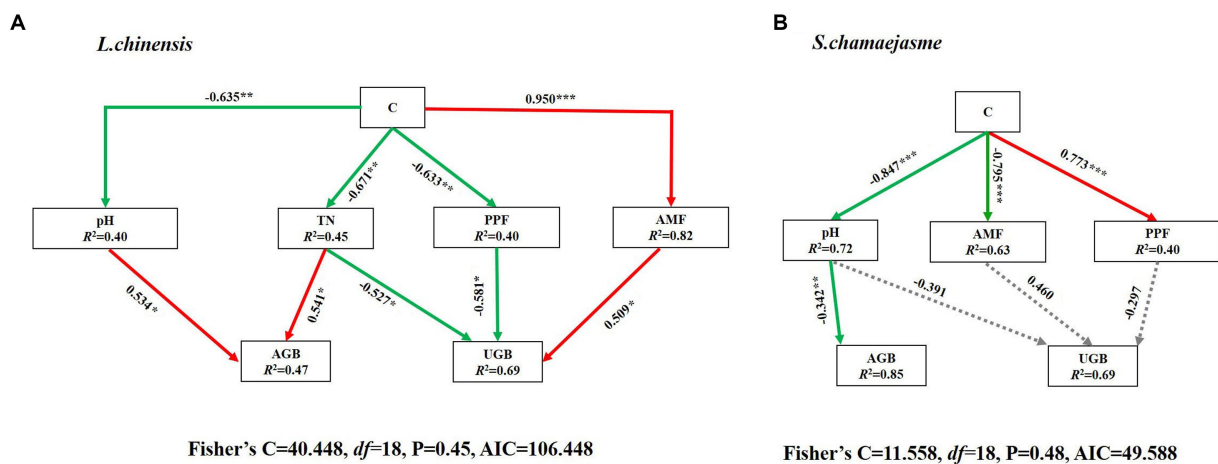 A
L.chinensis
C
-0.635**
0.950***
-0.671**
-0.633**
pH
R²=0.40
TN
R²=0.45
PPF
R²=0.40
AMF
R²=0.82
0.534*
0.541*
-0.527*
-0.581*
0.509*
AGB
R²=0.47
UGB
R²=0.69
Fisher's C=40.448, df=18, P=0.45, AIC=106.448
B
S.chamaejasme
C
-0.847***
-0.795***
0.773***
pH
R²=0.72
AMF
R²=0.63
PPF
R²=0.40
-0.342**
-0.391
0.460
-0.297
AGB
R²=0.85
UGB
R²=0.69
Fisher's C=11.558, df=18, P=0.48, AIC=49.588